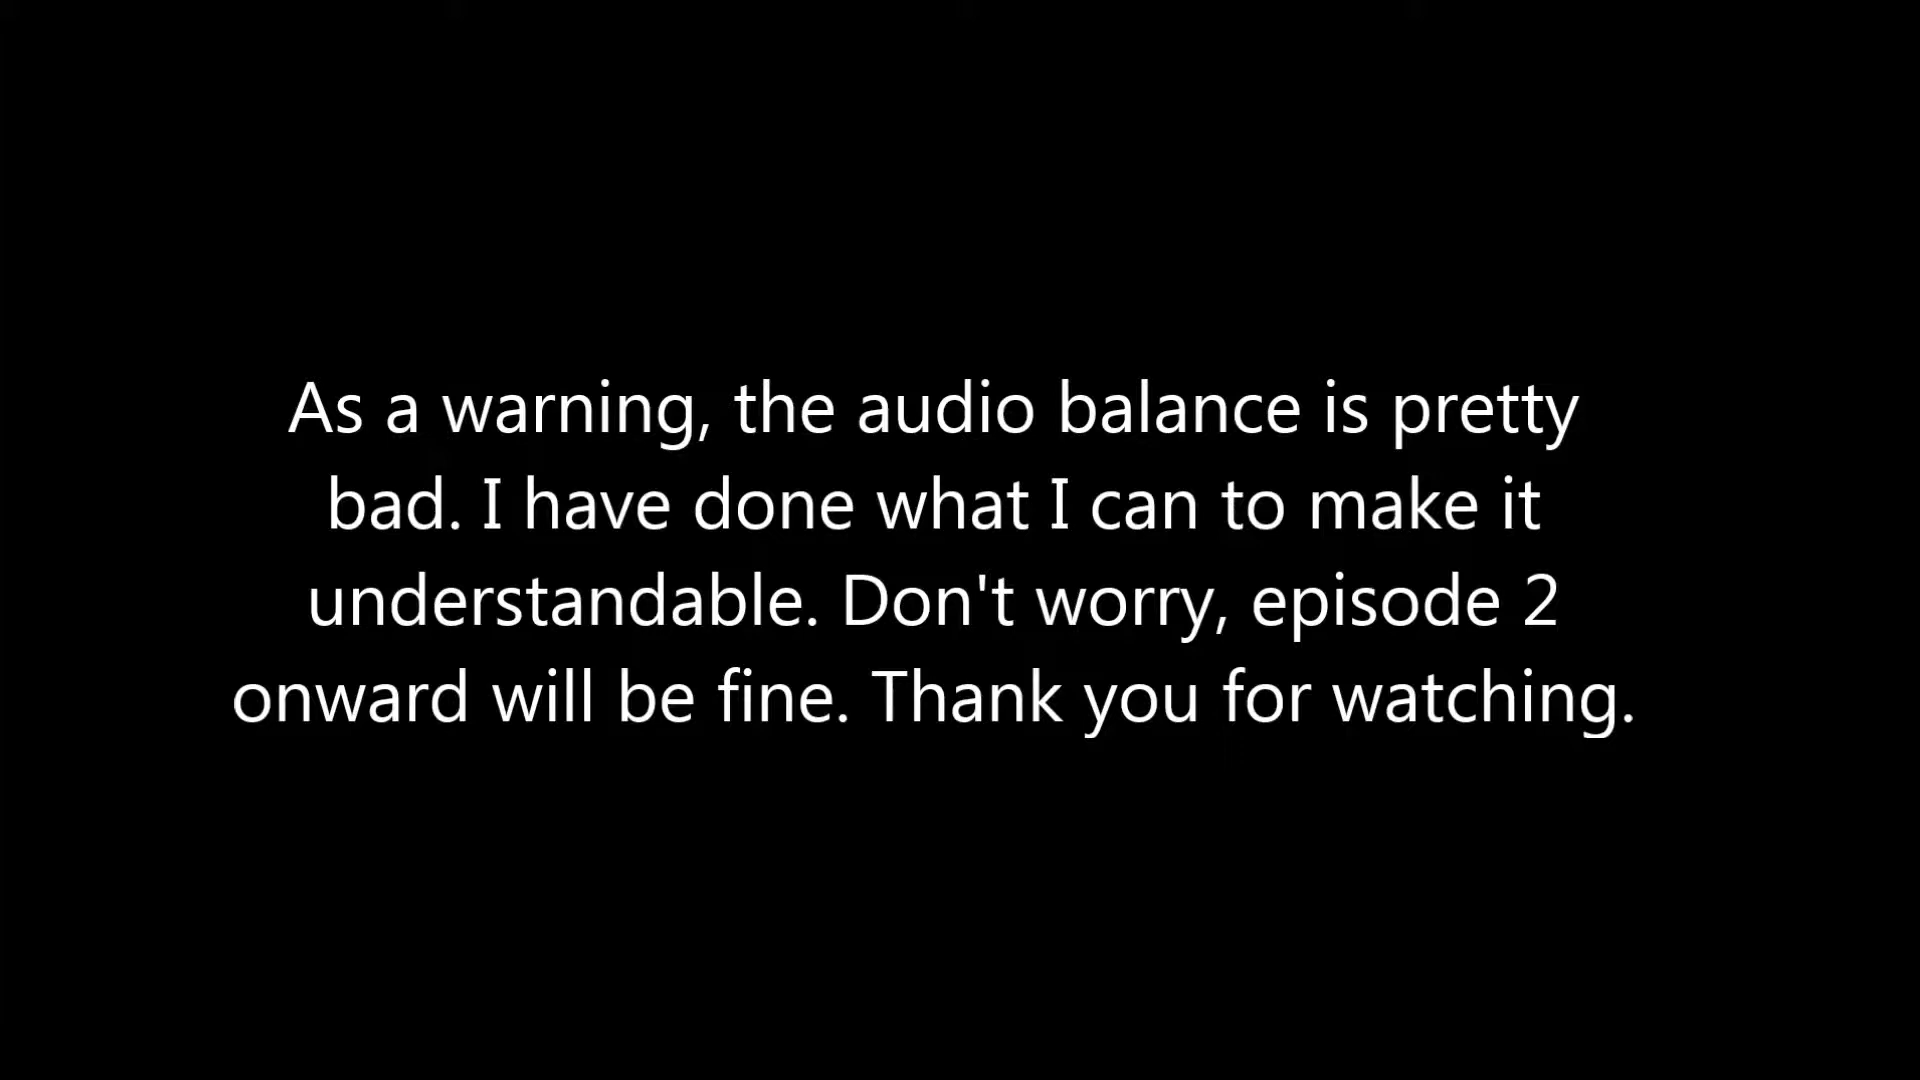 As a warning, the audio balance is pretty
bad. I have done what I can to make it
understandable. Don't worry, episode 2
onward will be fine. Thank you for watching.